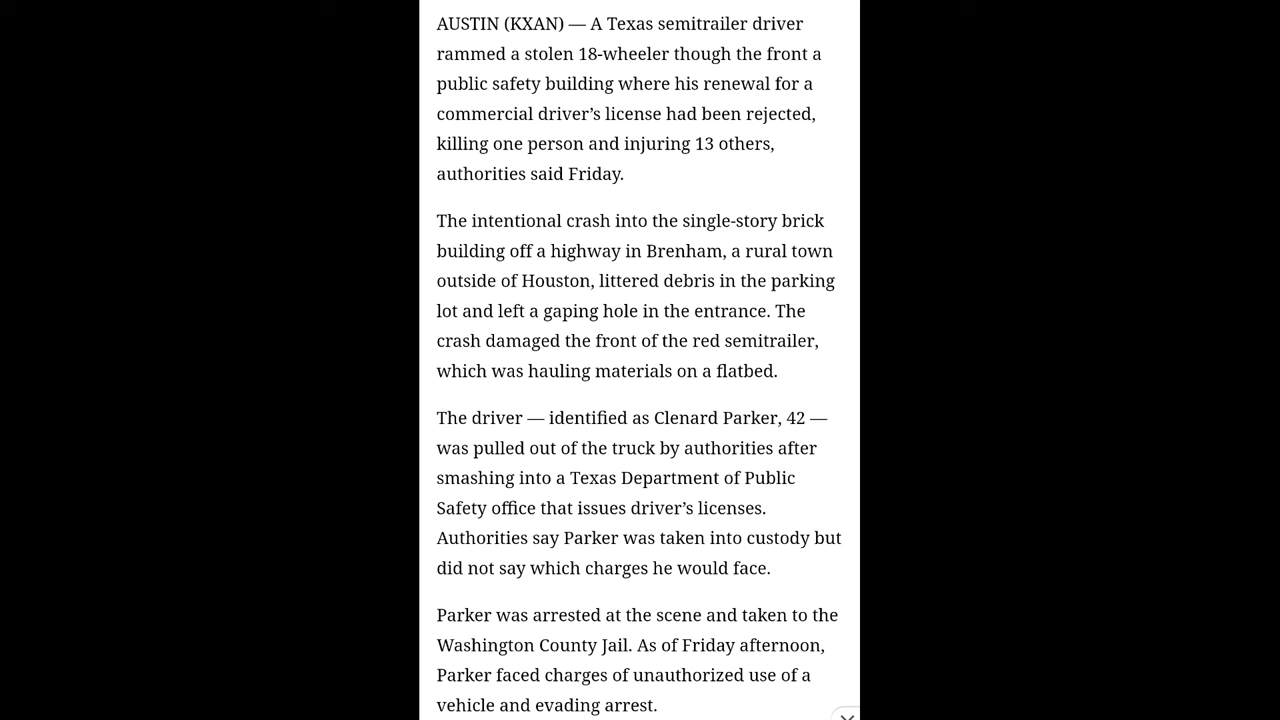 AUSTIN (KXAN) — A Texas semitrailer driver
rammed a stolen 18-wheeler though the front a
public safety building where his renewal for a
commercial driver’s license had been rejected,
killing one person and injuring 13 others,
authorities said Friday.
The intentional crash into the single-story brick
building off a highway in Brenham, a rural town
outside of Houston, littered debris in the parking
lot and left a gaping hole in the entrance. The
crash damaged the front of the red semitrailer,
which was hauling materials on a flatbed.
The driver — identified as Clenard Parker, 42 —
was pulled out of the truck by authorities after
smashing into a Texas Department of Public
Safety office that issues driver’s licenses.
Authorities say Parker was taken into custody but
did not say which charges he would face.
Parker was arrested at the scene and taken to the
Washington County Jail. As of Friday afternoon,
Parker faced charges of unauthorized use of a
vehicle and evading arrest.